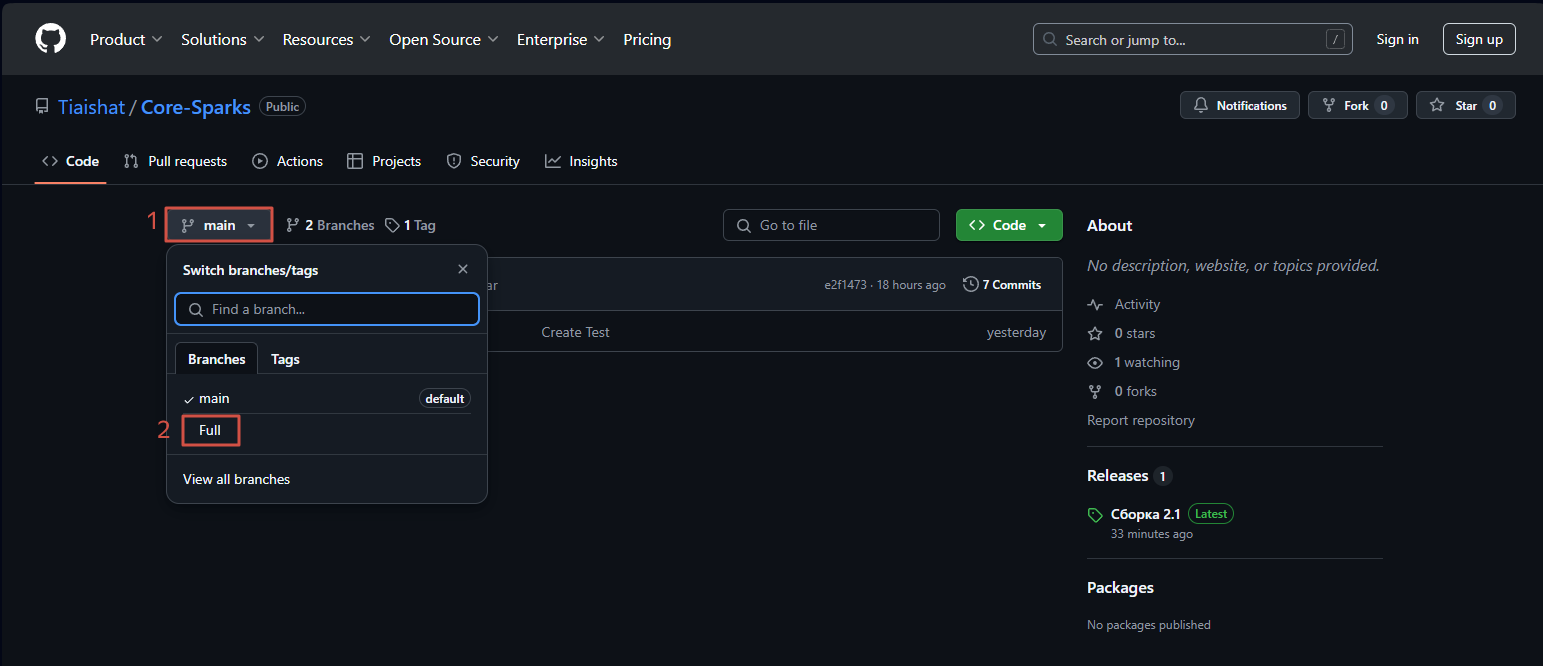 Product Solutions Resources Open Source Enterprise Pricing Search or jump to... / Sign in Sign up
Tiaishat / Core-Sparks Public Notifications Fork 0 Star 0
Code Pull requests Actions Projects Security Insights
1 main 2 Branches 1 Tag Go to file Code
Switch branches/tags
Find a branch...
Branches Tags
main default
2 Full
View all branches
ar e2f1473 · 18 hours ago 7 Commits
Create Test yesterday
About
No description, website, or topics provided.
Activity
0 stars
1 watching
0 forks
Report repository
Releases 1
Сборка 2.1 Latest
33 minutes ago
Packages
No packages published